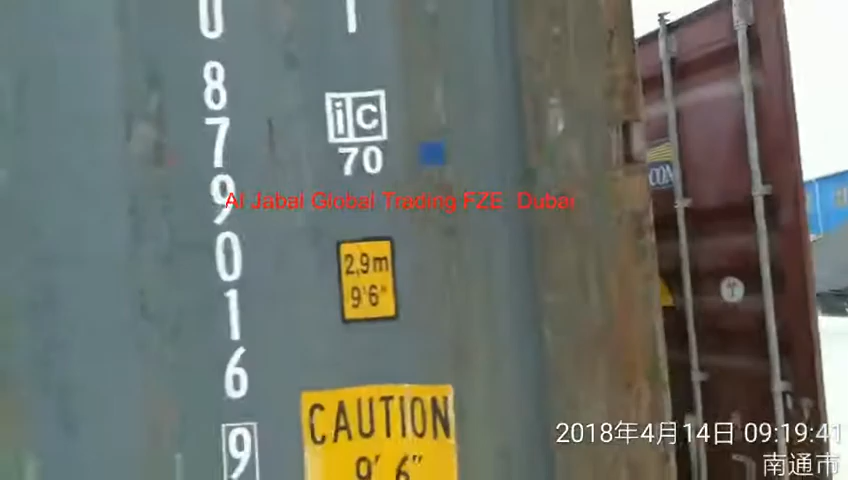 U
1
0
8
7
9
0
1
6
9
iC
70
2,9m
9'6"
CAUTION
9' 6"
COM
Al Jabal Global Trading FZE Dubai
2018年4月14日 09:19:41
南通市